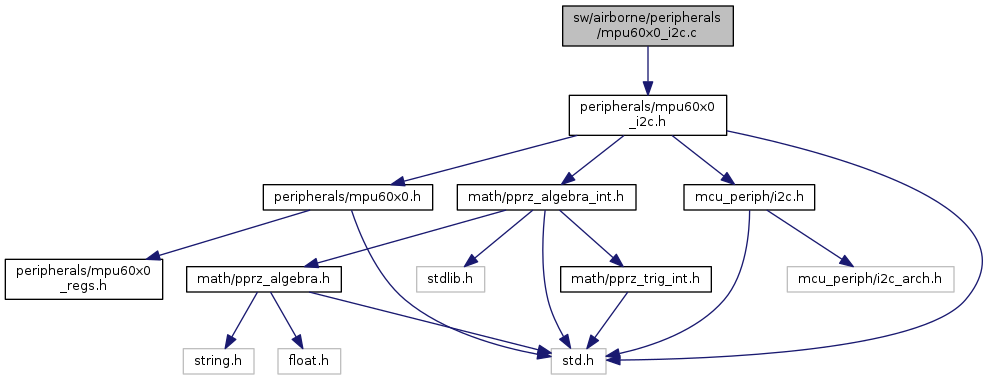 sw/airborne/peripherals
/mpu60x0_i2c.c
peripherals/mpu60x0
_i2c.h
peripherals/mpu60x0.h
math/pprz_algebra_int.h
mcu_periph/i2c.h
peripherals/mpu60x0
_regs.h
math/pprz_algebra.h
stdlib.h
math/pprz_trig_int.h
mcu_periph/i2c_arch.h
string.h
float.h
std.h